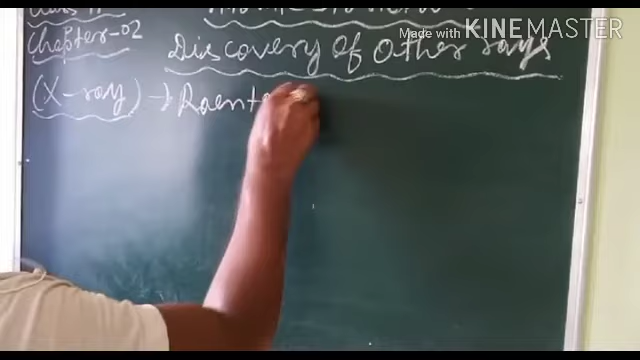 Made with KINEMASTER
Chapter-02
Discovery of other rays
(X-ray) → Roent